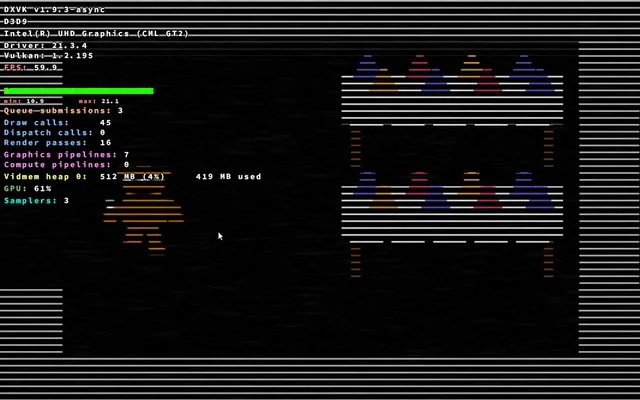 DXVK v1.9.3-async
D3D9
Intel(R) UHD Graphics (CML GT2)
Driver: 21.3.4
Vulkan: 1.2.195
FPS: 59.9
min: 18.9 max: 21.1
Queue submissions: 3
Draw calls: 45
Dispatch calls: 0
Render passes: 16
Graphics pipelines: 7
Compute pipelines: 0
Vidmem heap 0: 512 MB (4%) 419 MB used
GPU: 61%
Samplers: 3